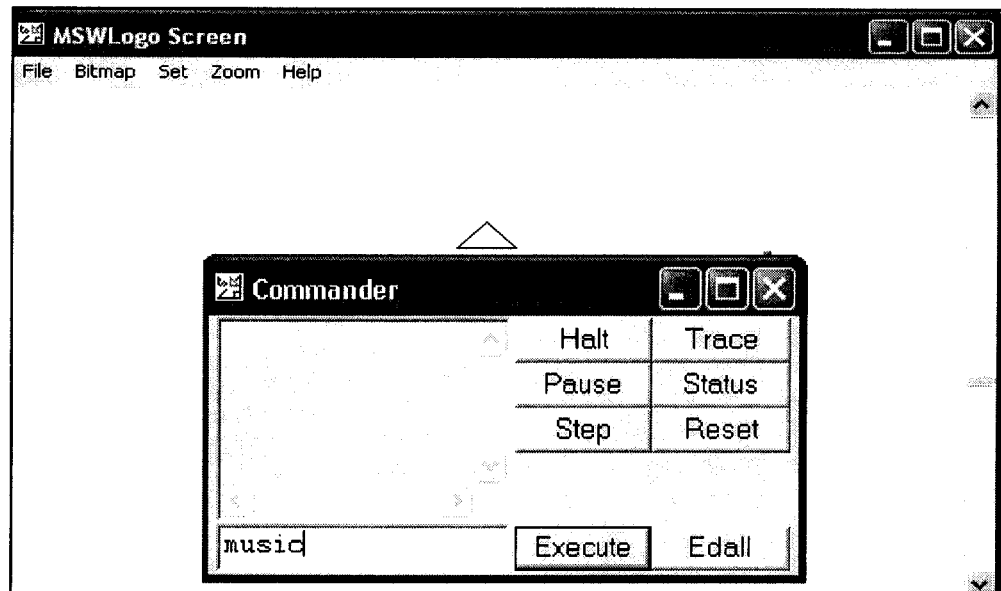 MSWLogo Screen
File Bitmap Set Zoom Help
Commander
Halt Trace
Pause Status
Step Reset
music
Execute Edall